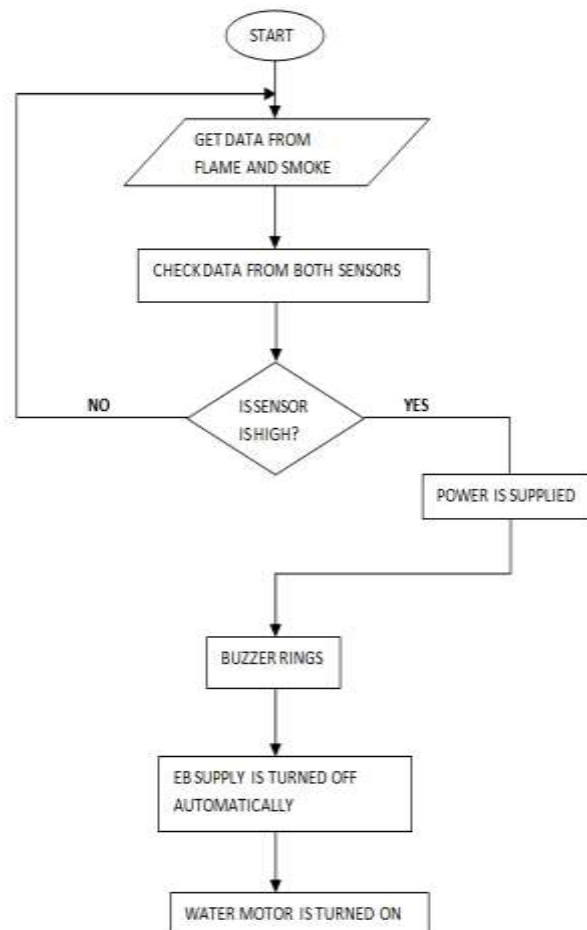 START
GET DATA FROM
FLAME AND SMOKE
CHECK DATA FROM BOTH SENSORS
NO
IS SENSOR
IS HIGH?
YES
POWER IS SUPPLIED
BUZZER RINGS
EB SUPPLY IS TURNED OFF
AUTOMATICALLY
WATER MOTOR IS TURNED ON